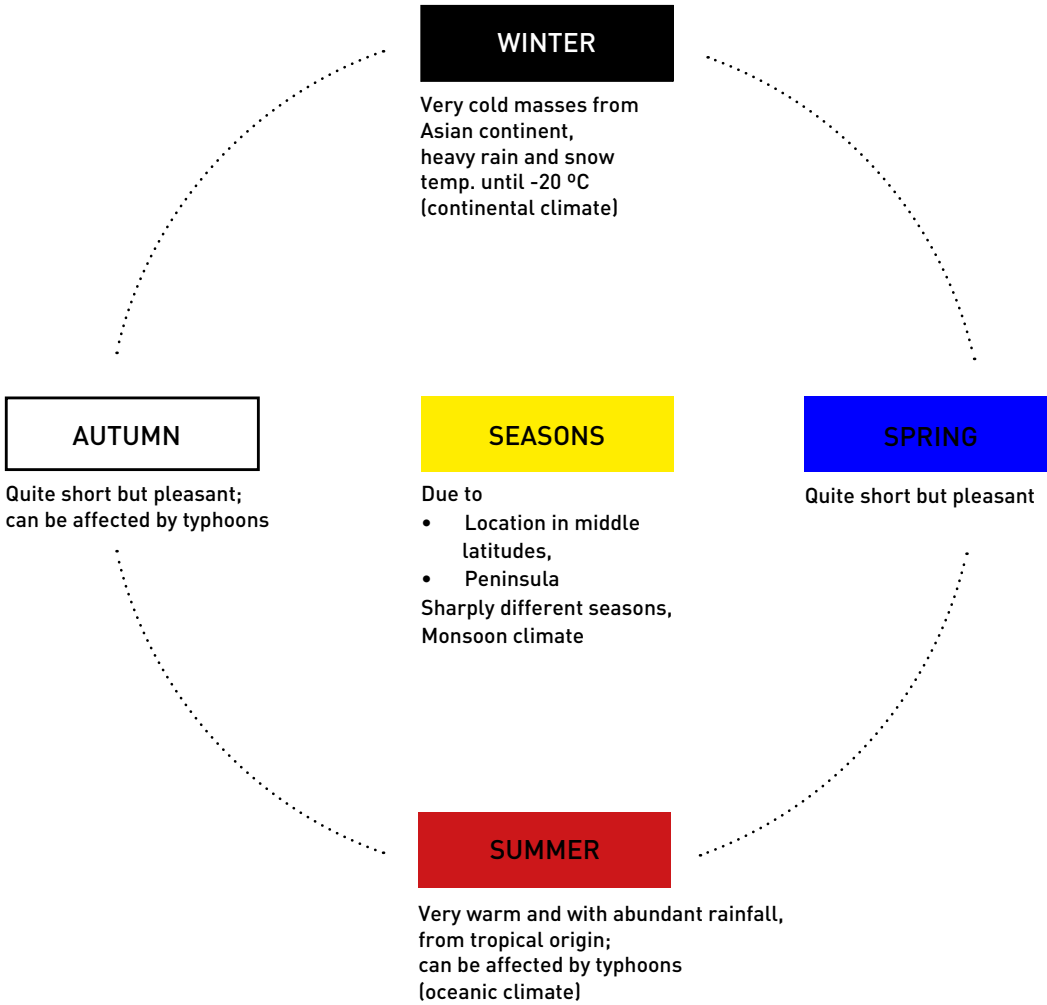 WINTER
Very cold masses from
Asian continent,
heavy rain and snow
temp. until -20 ºC
(continental climate)
AUTUMN
Quite short but pleasant;
can be affected by typhoons
SEASONS
Due to
• Location in middle
latitudes,
• Peninsula
Sharply different seasons,
Monsoon climate
SPRING
Quite short but pleasant
SUMMER
Very warm and with abundant rainfall,
from tropical origin;
can be affected by typhoons
(oceanic climate)